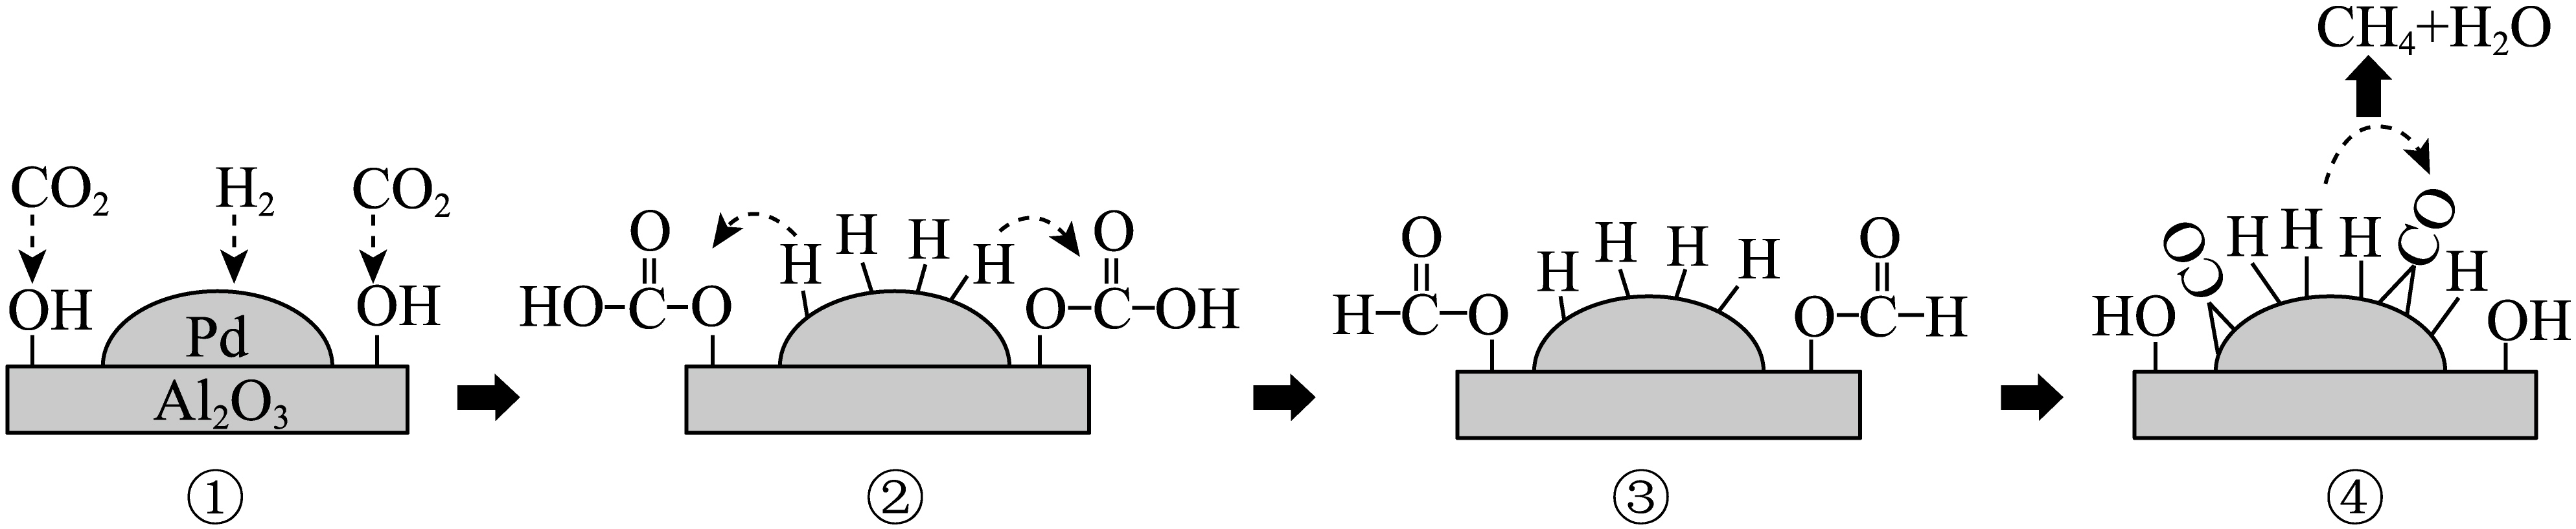 CH₄+H₂O
CO₂ H₂ CO₂
OH Pd OH
Al₂O₃
①
O H H H H O
HO-C-O O-C-OH
②
O H H H H O
H-C-O O-C-H
③
CO H H H CO H
HO OH
④